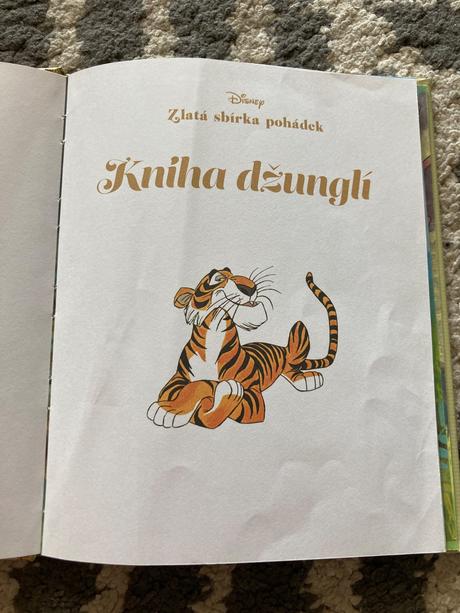 Disney
Zlatá sbírka pohádek
Kniha džunglí